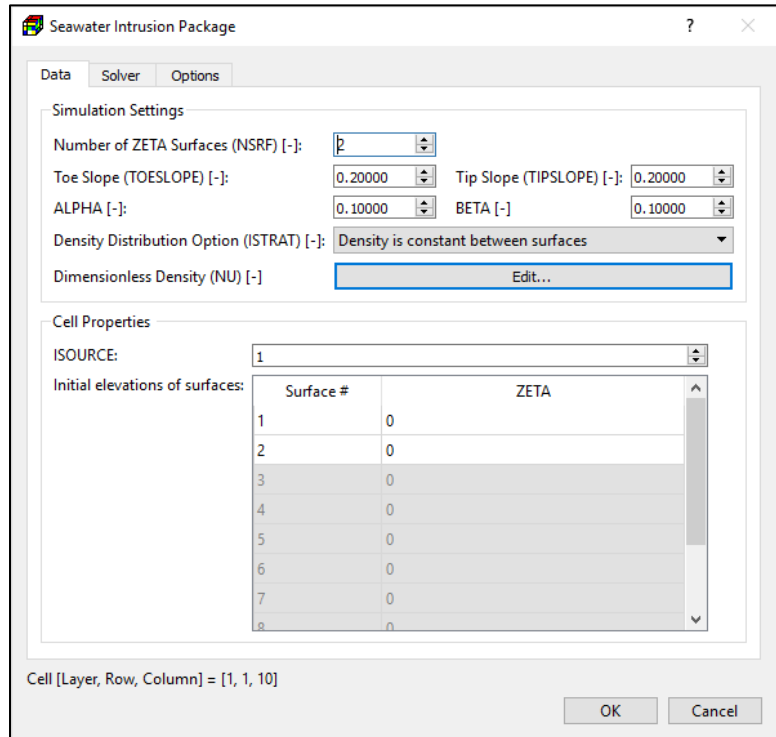 Seawater Intrusion Package ?
Data Solver Options
Simulation Settings
Number of ZETA Surfaces (NSRF) [-]: 2
Toe Slope (TOESLOPE) [-]: 0.20000 Tip Slope (TIPSLOPE) [-]: 0.20000
ALPHA [-]: 0.10000 BETA [-] 0.10000
Density Distribution Option (ISTRAT) [-]: Density is constant between surfaces
Dimensionless Density (NU) [-] Edit...
Cell Properties
ISOURCE: 1
Initial elevations of surfaces: Surface # ZETA
1 0
2 0
3 0
4 0
5 0
6 0
7 0
8 0
Cell [Layer, Row, Column] = [1, 1, 10]
OK Cancel